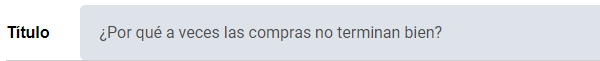 Título ¿Por qué a veces las compras no terminan bien?